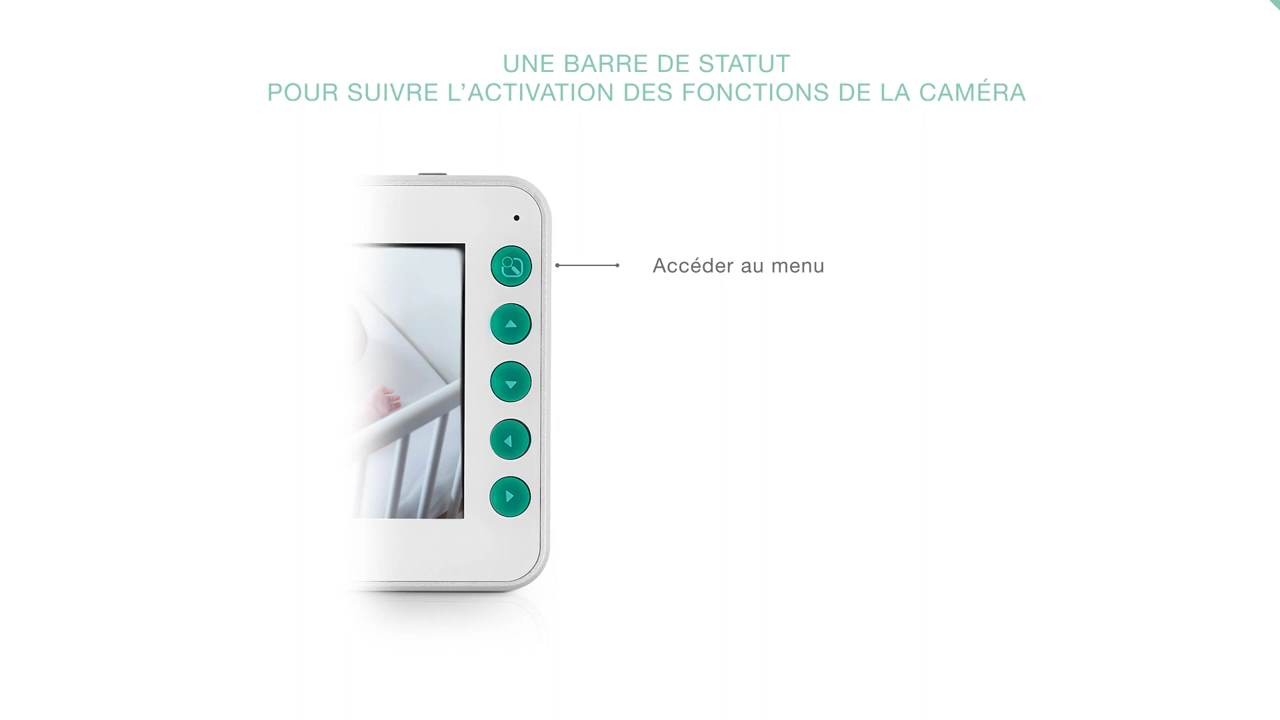 UNE BARRE DE STATUT
POUR SUIVRE L’ACTIVATION DES FONCTIONS DE LA CAMÉRA
Accéder au menu